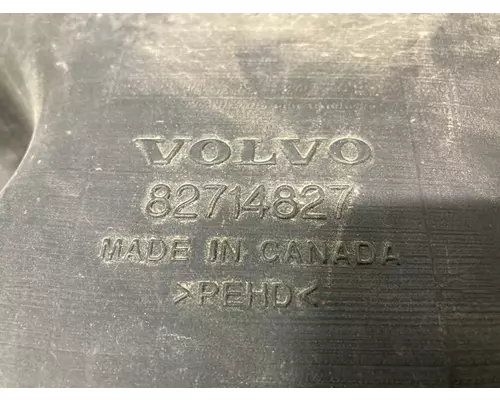 VOLVO
82714827
MADE IN CANADA
>PEHD<